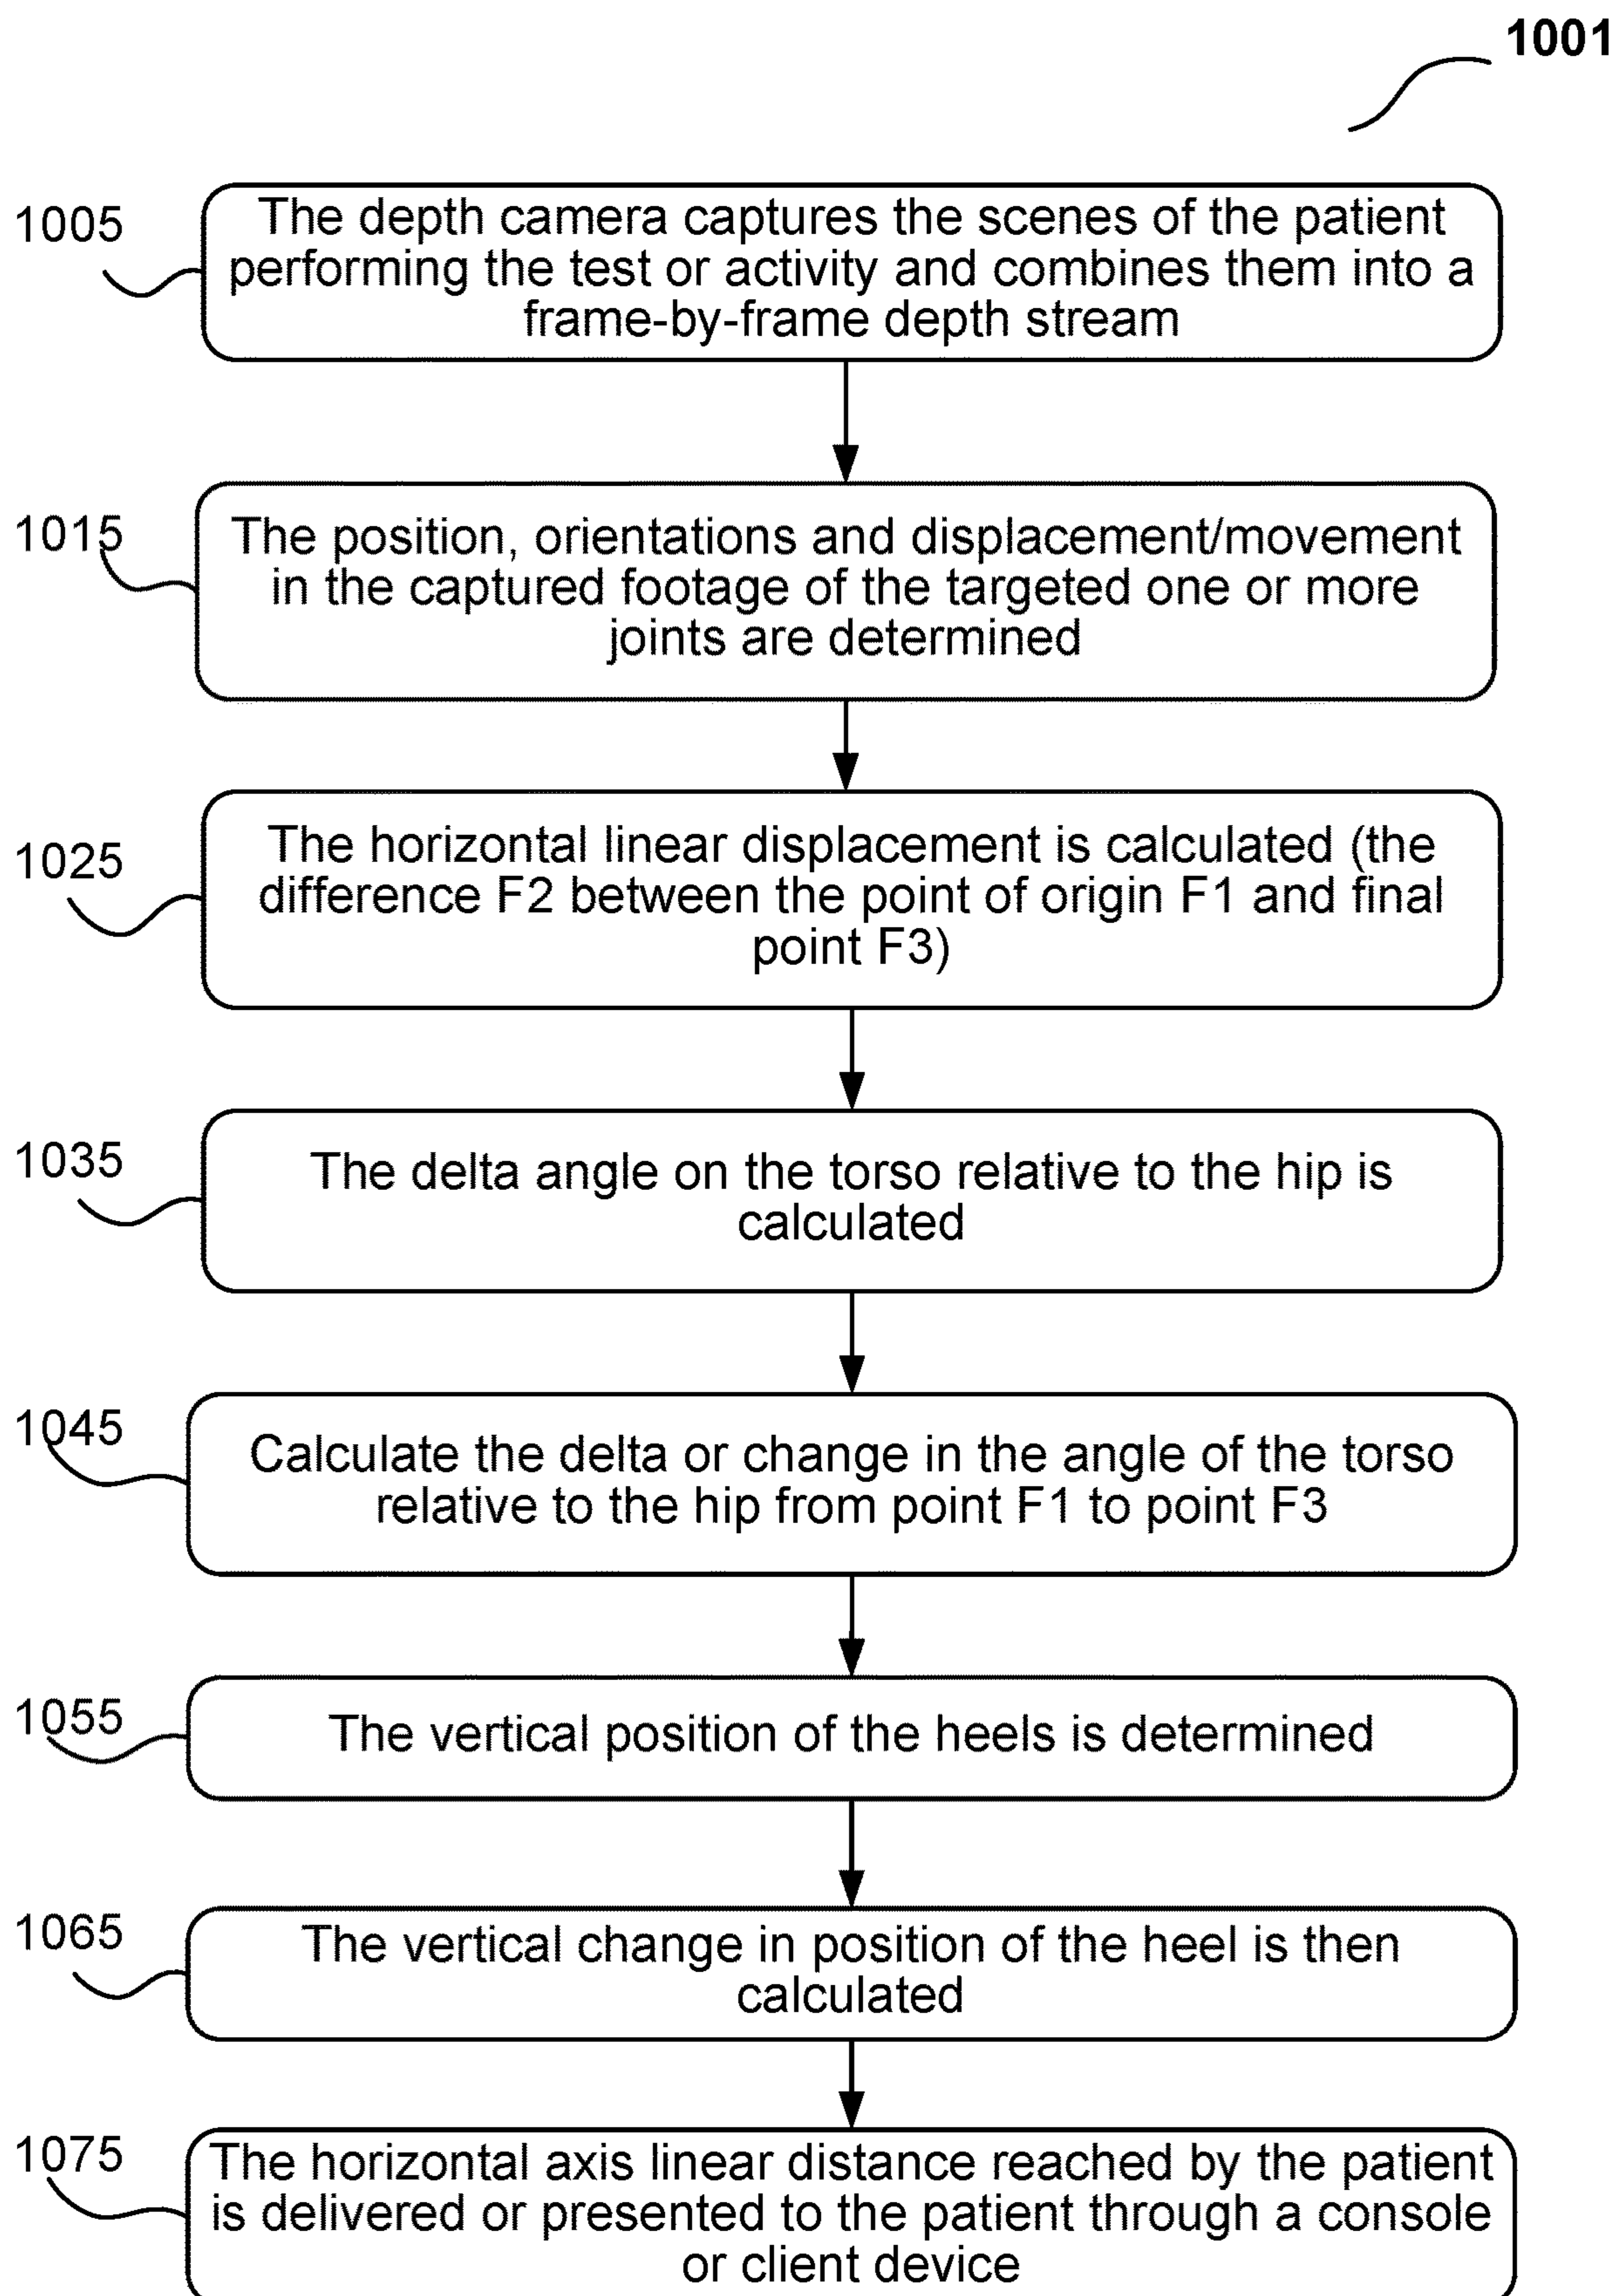 1001
1005
The depth camera captures the scenes of the patient
performing the test or activity and combines them into a
frame-by-frame depth stream
1015
The position, orientations and displacement/movement
in the captured footage of the targeted one or more
joints are determined
1025
The horizontal linear displacement is calculated (the
difference F2 between the point of origin F1 and final
point F3)
1035
The delta angle on the torso relative to the hip is
calculated
1045
Calculate the delta or change in the angle of the torso
relative to the hip from point F1 to point F3
1055
The vertical position of the heels is determined
1065
The vertical change in position of the heel is then
calculated
1075
The horizontal axis linear distance reached by the patient
is delivered or presented to the patient through a console
or client device